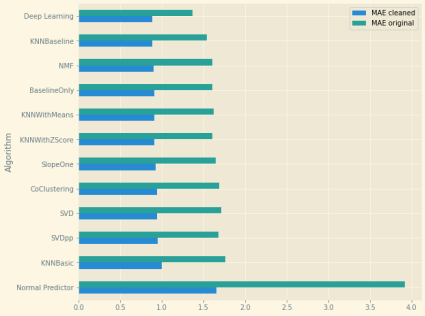 MAE cleaned
MAE original
Algorithm
Deep Learning
KNNBaseline
NMF
BaselineOnly
KNNWithMeans
KNNWithZScore
SlopeOne
CoClustering
SVD
SVDpp
KNNBasic
Normal Predictor
0.0 0.5 1.0 1.5 2.0 2.5 3.0 3.5 4.0